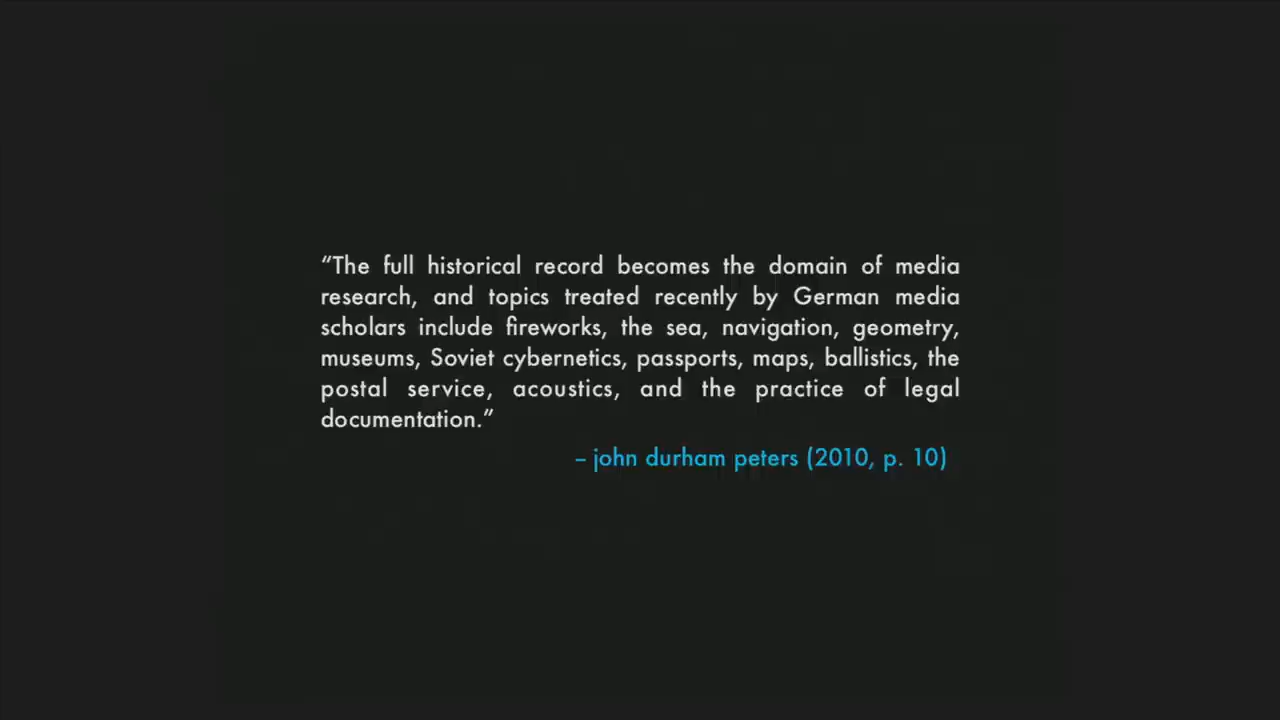 “The full historical record becomes the domain of media
research, and topics treated recently by German media
scholars include fireworks, the sea, navigation, geometry,
museums, Soviet cybernetics, passports, maps, ballistics, the
postal service, acoustics, and the practice of legal
documentation.”
– john durham peters (2010, p. 10)